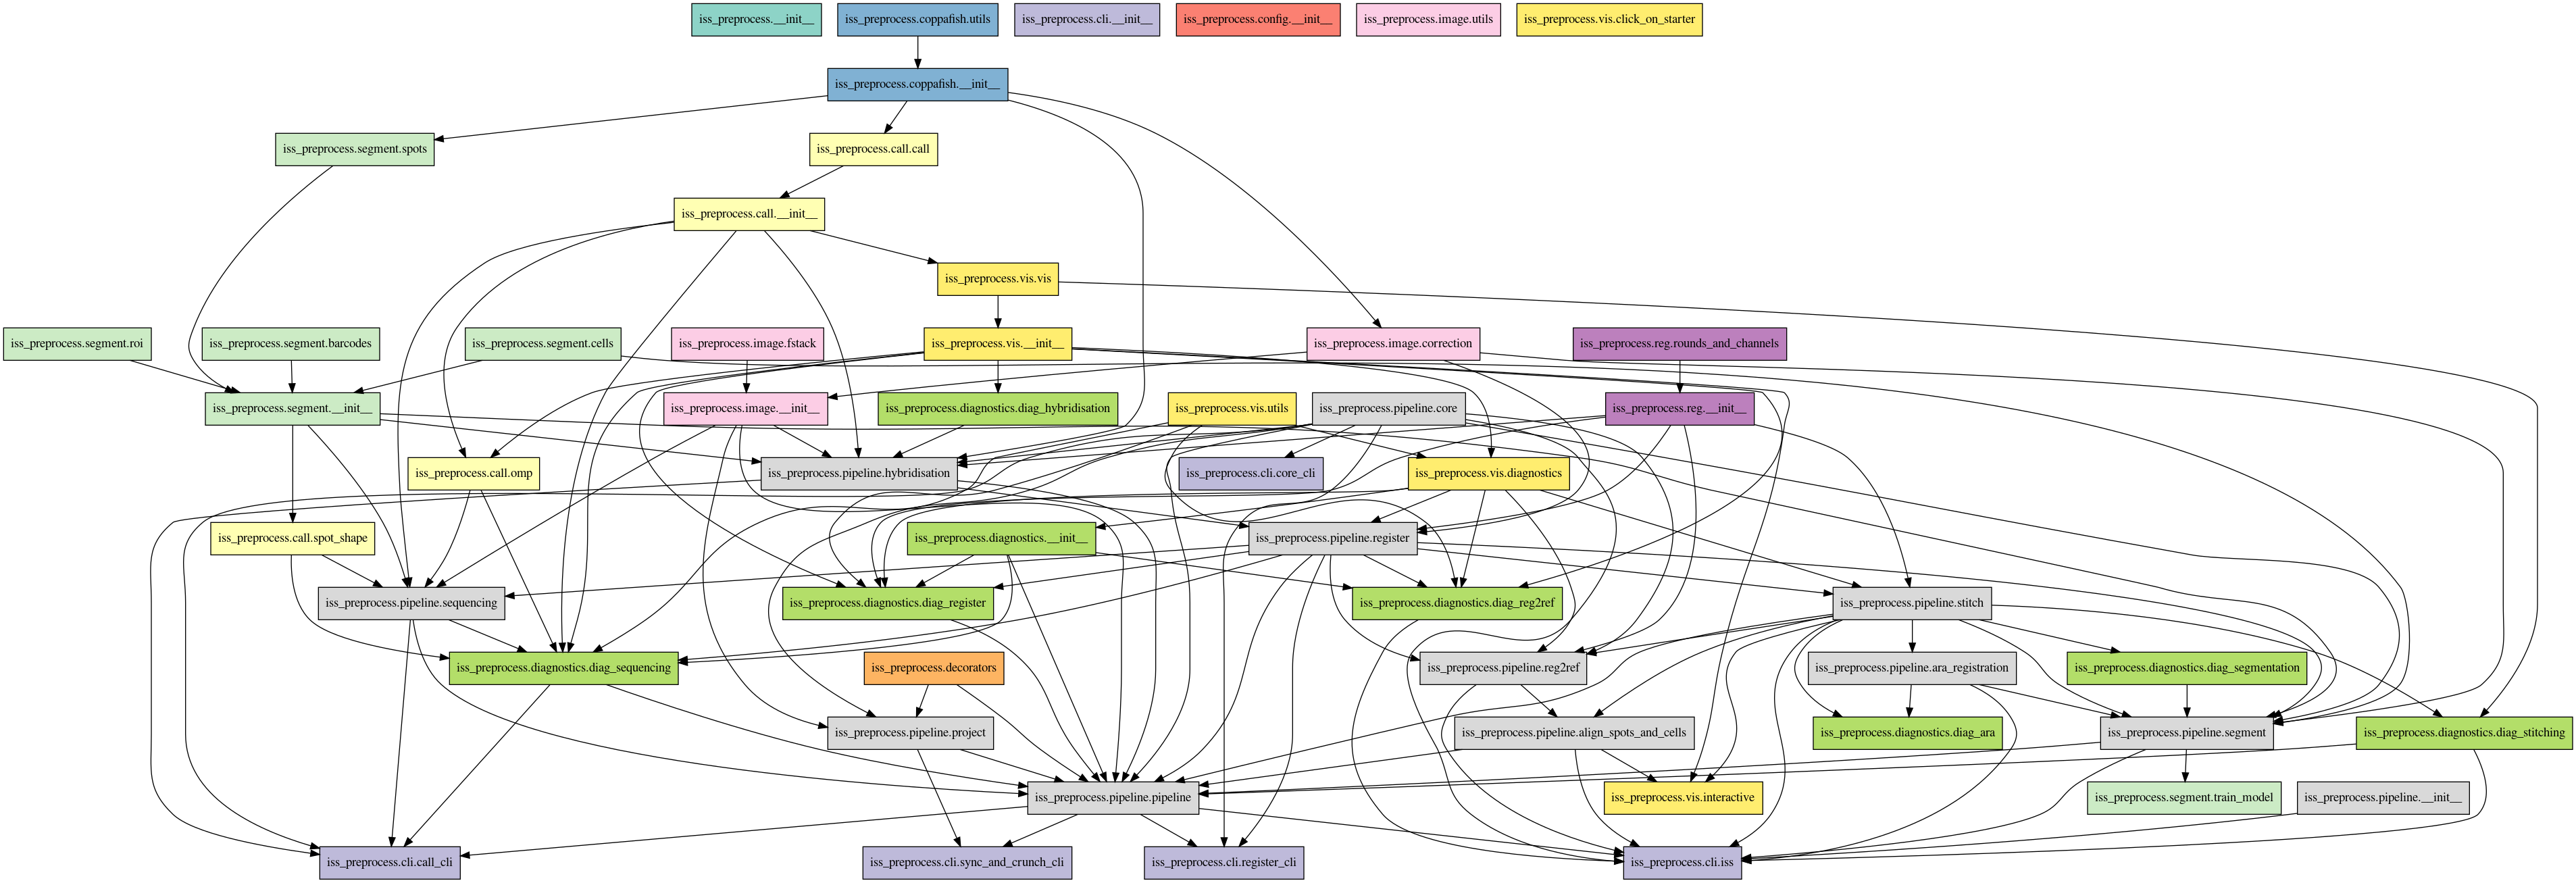 iss_preprocess.__init__
iss_preprocess.coppafish.utils
iss_preprocess.cli.__init__
iss_preprocess.config.__init__
iss_preprocess.image.utils
iss_preprocess.vis.click_on_starter
iss_preprocess.coppafish.__init__
iss_preprocess.segment.spots
iss_preprocess.call.call
iss_preprocess.call.__init__
iss_preprocess.vis.vis
iss_preprocess.segment.roi
iss_preprocess.segment.barcodes
iss_preprocess.segment.cells
iss_preprocess.image.fstack
iss_preprocess.vis.__init__
iss_preprocess.image.correction
iss_preprocess.reg.rounds_and_channels
iss_preprocess.segment.__init__
iss_preprocess.image.__init__
iss_preprocess.diagnostics.diag_hybridisation
iss_preprocess.vis.utils
iss_preprocess.pipeline.core
iss_preprocess.reg.__init__
iss_preprocess.call.omp
iss_preprocess.pipeline.hybridisation
iss_preprocess.cli.core_cli
iss_preprocess.vis.diagnostics
iss_preprocess.call.spot_shape
iss_preprocess.diagnostics.__init__
iss_preprocess.pipeline.register
iss_preprocess.pipeline.sequencing
iss_preprocess.diagnostics.diag_register
iss_preprocess.diagnostics.diag_reg2ref
iss_preprocess.pipeline.stitch
iss_preprocess.diagnostics.diag_sequencing
iss_preprocess.decorators
iss_preprocess.pipeline.reg2ref
iss_preprocess.pipeline.ara_registration
iss_preprocess.diagnostics.diag_segmentation
iss_preprocess.pipeline.project
iss_preprocess.pipeline.align_spots_and_cells
iss_preprocess.diagnostics.diag_ara
iss_preprocess.pipeline.segment
iss_preprocess.diagnostics.diag_stitching
iss_preprocess.pipeline.pipeline
iss_preprocess.vis.interactive
iss_preprocess.segment.train_model
iss_preprocess.pipeline.__init__
iss_preprocess.cli.call_cli
iss_preprocess.cli.sync_and_crunch_cli
iss_preprocess.cli.register_cli
iss_preprocess.cli.iss